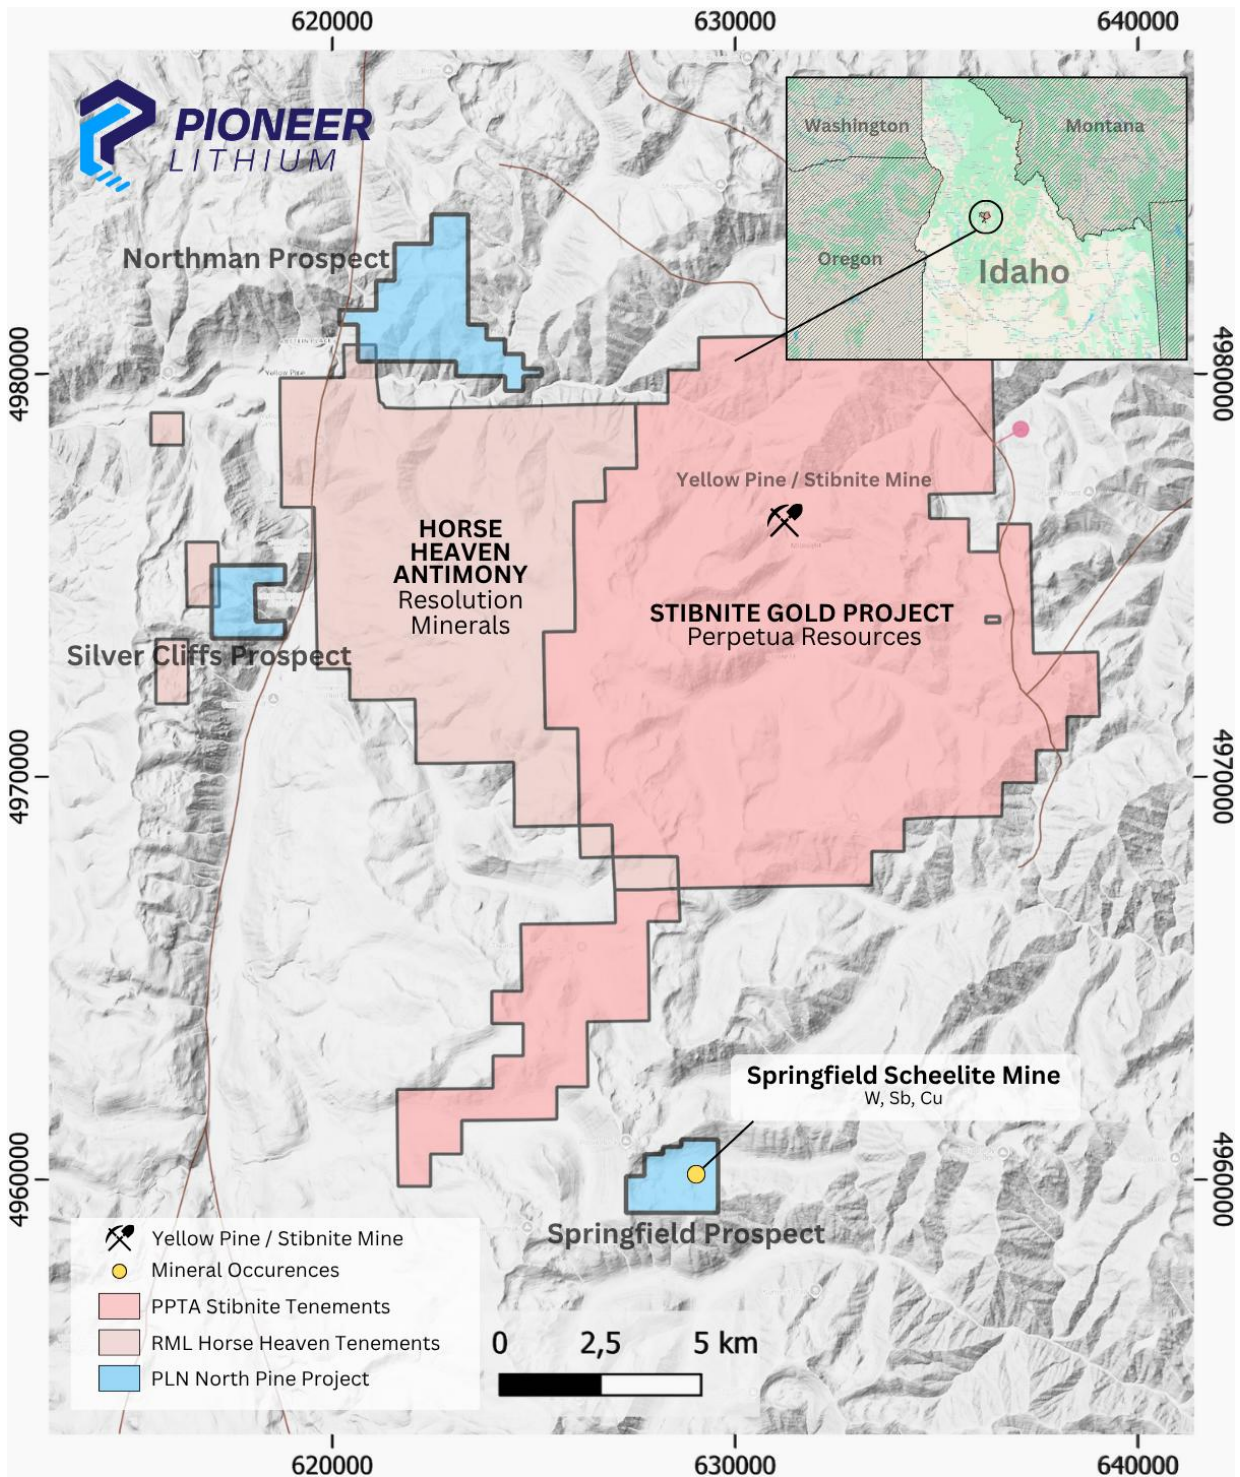 620000
630000
640000
PIONEER
LITHIUM
Washington
Montana
Oregon
Idaho
Northman Prospect
4980000
4980000
Yellow Pine
Yellow Pine / Stibnite Mine
HORSE
HEAVEN
ANTIMONY
Resolution
Minerals
STIBNITE GOLD PROJECT
Perpetua Resources
Silver Cliffs Prospect
4970000
4970000
Springfield Scheelite Mine
W, Sb, Cu
4960000
4960000
Springfield Prospect
Yellow Pine / Stibnite Mine
Mineral Occurences
PPTA Stibnite Tenements
RML Horse Heaven Tenements
PLN North Pine Project
0 2,5 5 km
620000
630000
640000